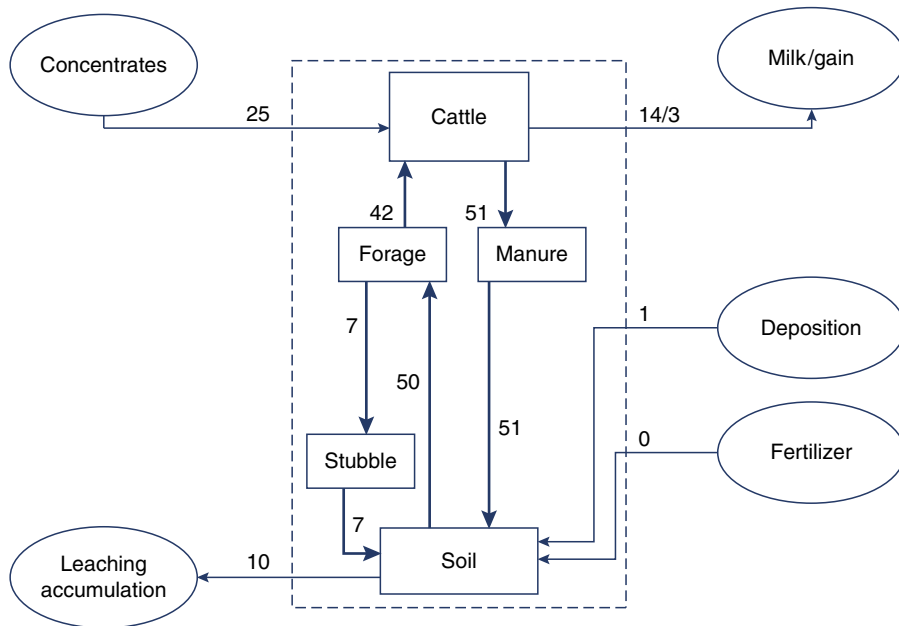 Concentrates
Milk/gain
25
Cattle
14/3
42
51
Forage
Manure
7
1
Deposition
50
51
0
Stubble
Fertilizer
7
Leaching
accumulation
10
Soil